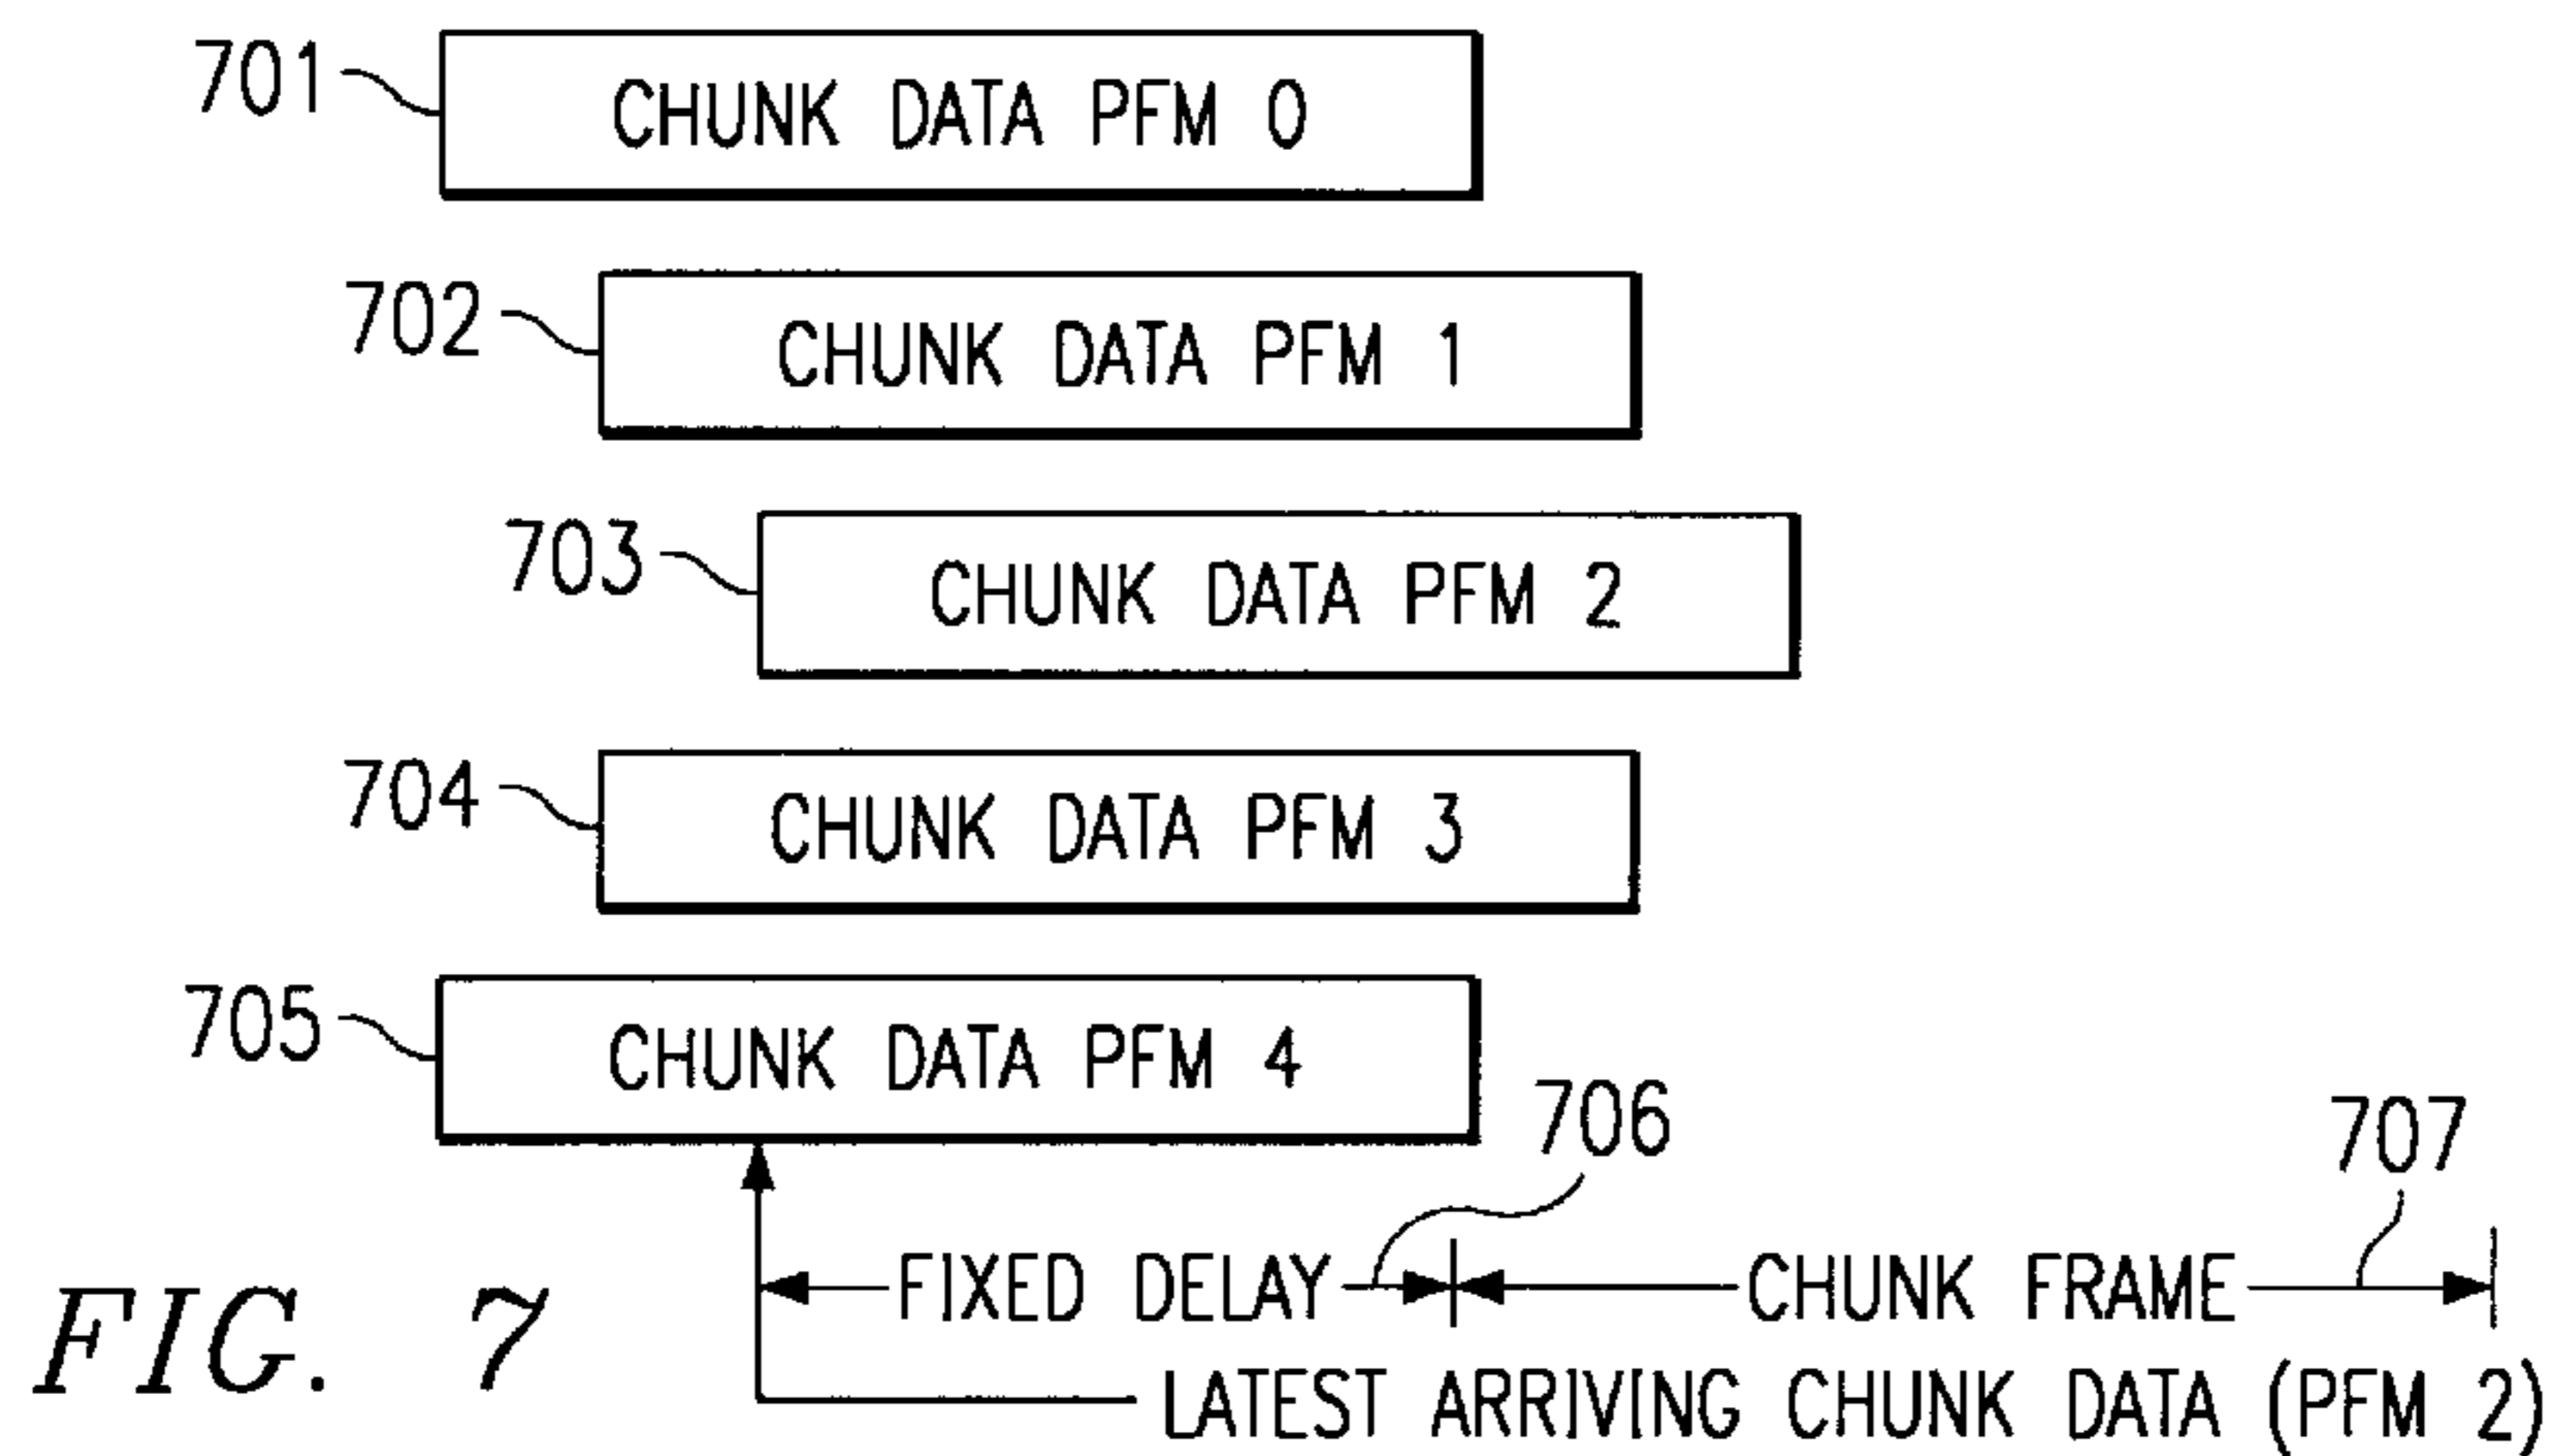 701
CHUNK DATA PFM 0
702
CHUNK DATA PFM 1
703
CHUNK DATA PFM 2
704
CHUNK DATA PFM 3
705
CHUNK DATA PFM 4
706
707
FIXED DELAY
CHUNK FRAME
LATEST ARRIVING CHUNK DATA (PFM 2)
FIG. 7